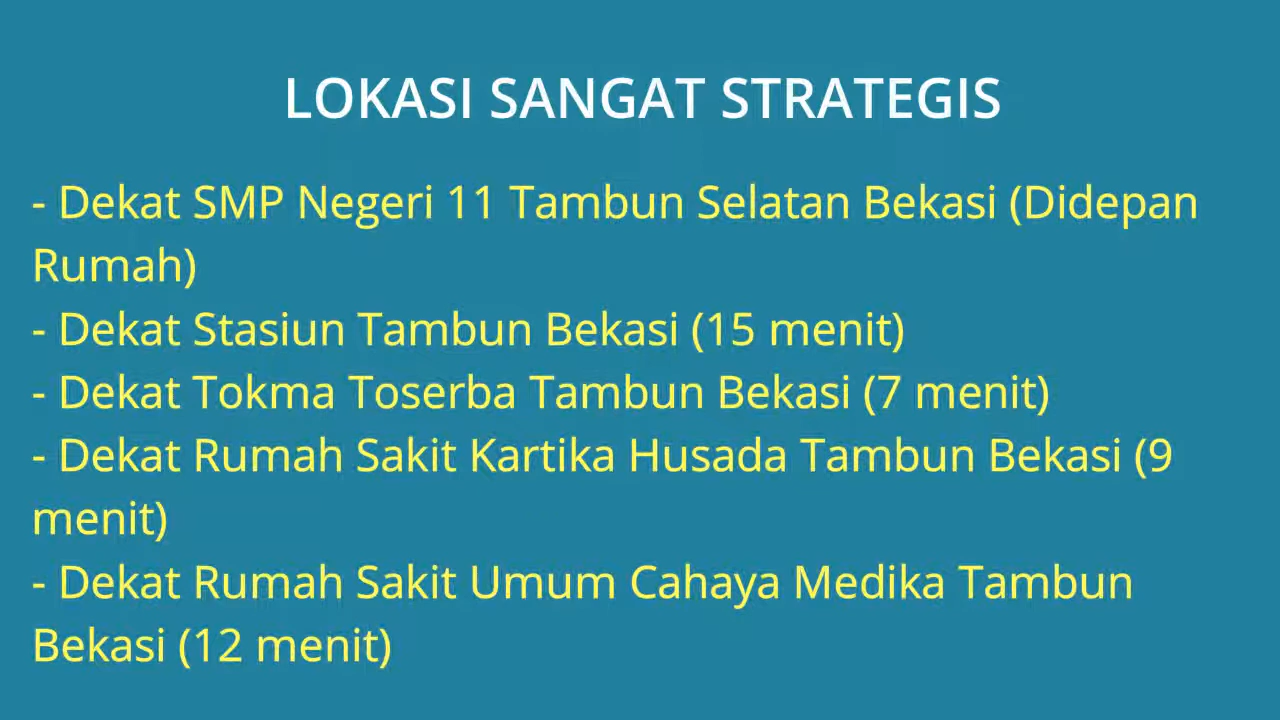 LOKASI SANGAT STRATEGIS
- Dekat SMP Negeri 11 Tambun Selatan Bekasi (Didepan
Rumah)
- Dekat Stasiun Tambun Bekasi (15 menit)
- Dekat Tokma Toserba Tambun Bekasi (7 menit)
- Dekat Rumah Sakit Kartika Husada Tambun Bekasi (9
menit)
- Dekat Rumah Sakit Umum Cahaya Medika Tambun
Bekasi (12 menit)